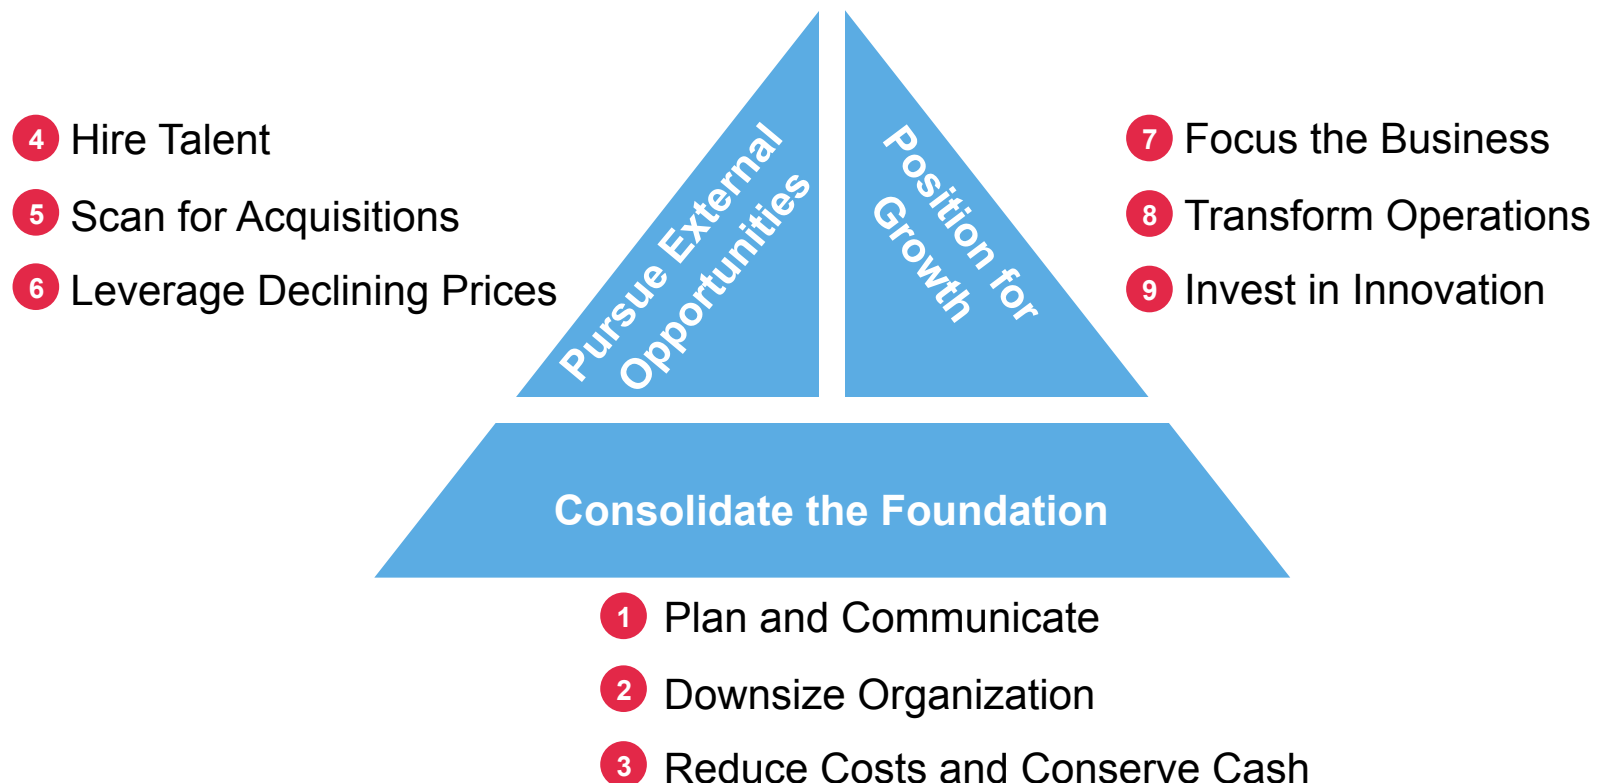 4 Hire Talent
5 Scan for Acquisitions
6 Leverage Declining Prices
Pursue External
Opportunities
Position for
Growth
7 Focus the Business
8 Transform Operations
9 Invest in Innovation
Consolidate the Foundation
1 Plan and Communicate
2 Downsize Organization
3 Reduce Costs and Conserve Cash